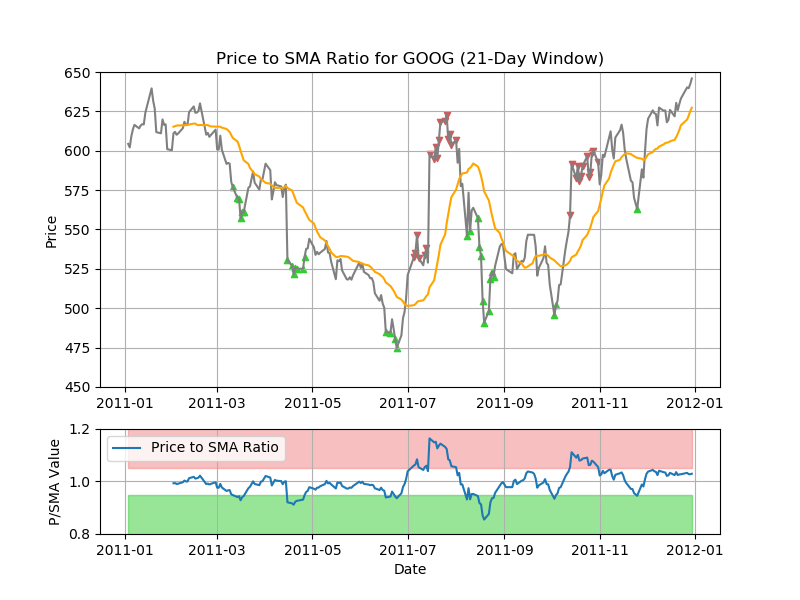 Price to SMA Ratio for GOOG (21-Day Window)
650
625
600
575
550
525
500
475
450
Price
2011-01 2011-03 2011-05 2011-07 2011-09 2011-11 2012-01
1.2
1.0
0.8
P/SMA Value
Price to SMA Ratio
2011-01 2011-03 2011-05 2011-07 2011-09 2011-11 2012-01
Date